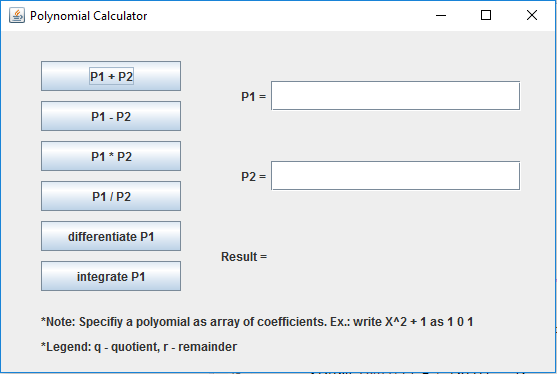 Polynomial Calculator
P1 + P2
P1 =
P1 - P2
P1 * P2
P2 =
P1 / P2
differentiate P1
Result =
integrate P1
*Note: Specifiy a polyomial as array of coefficients. Ex.: write X^2 + 1 as 1 0 1
*Legend: q - quotient, r - remainder